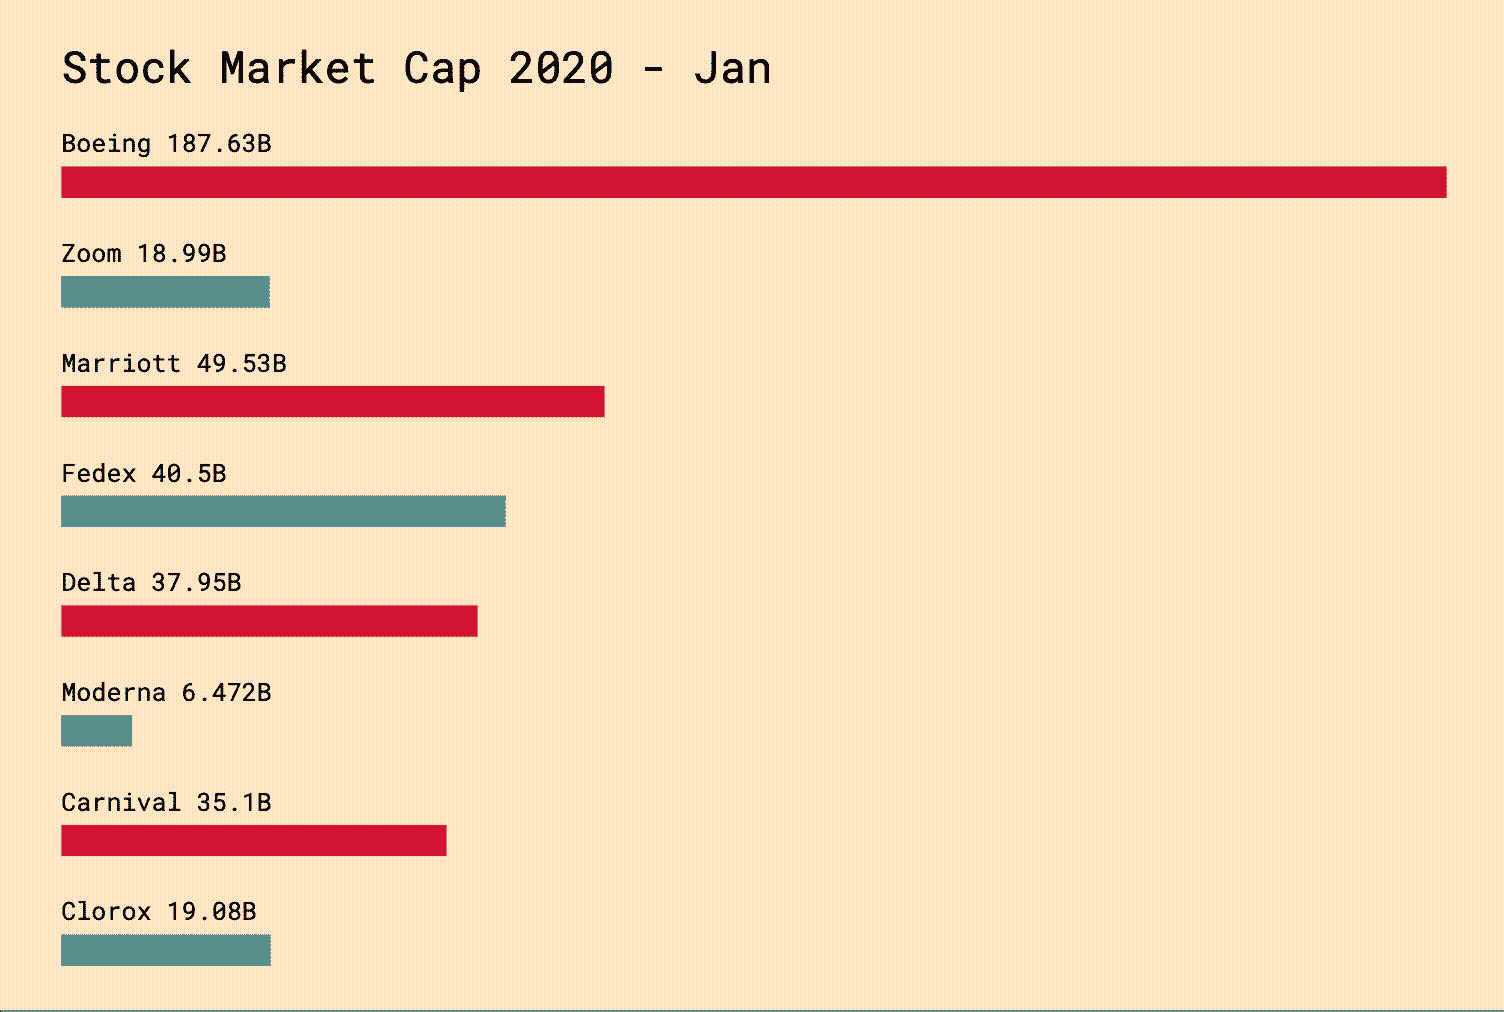 Stock Market Cap 2020 - Jan
Boeing 187.63B
Zoom 18.99B
Marriott 49.53B
Fedex 40.5B
Delta 37.95B
Moderna 6.472B
Carnival 35.1B
Clorox 19.08B